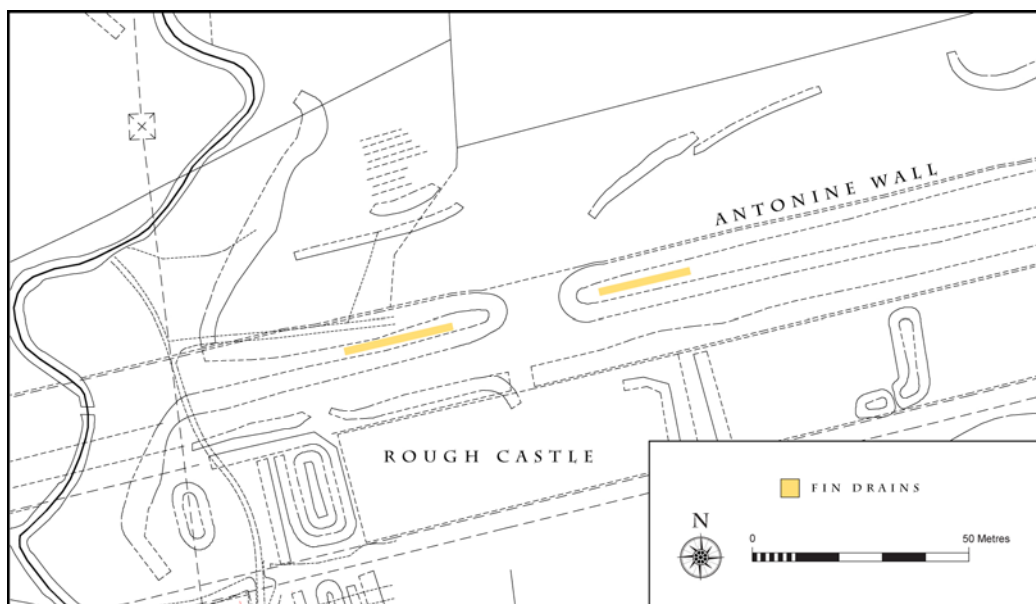 ANTONINE WALL
ROUGH CASTLE
FIN DRAINS
N
0 50 Metres